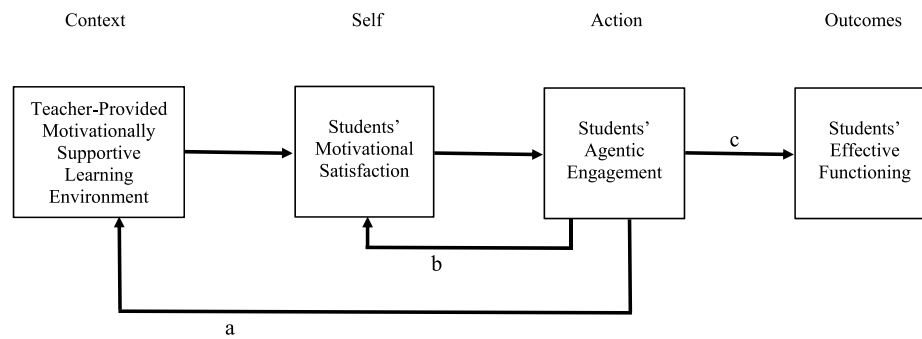 Context
Self
Action
Outcomes
Teacher-Provided
Motivationally
Supportive
Learning
Environment
Students’
Motivational
Satisfaction
Students’
Agentic
Engagement
c
Students’
Effective
Functioning
b
a